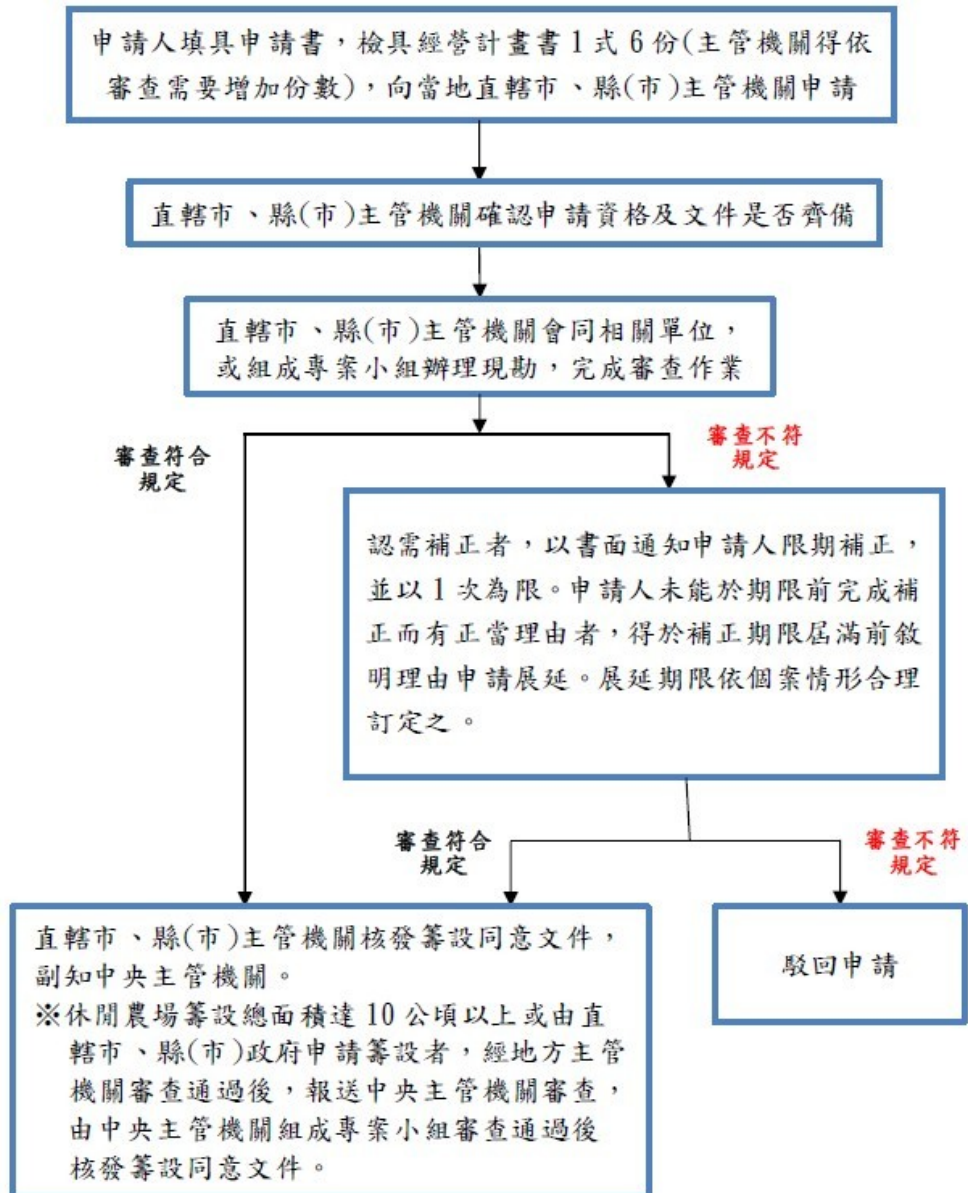 申請人填具申請書，檢具經營計畫書1式6份(主管機關得依
審查需要增加份數)，向當地直轄市、縣(市)主管機關申請
直轄市、縣(市)主管機關確認申請資格及文件是否齊備
直轄市、縣(市)主管機關會同相關單位，
或組成專案小組辦理現勘，完成審查作業
審查符合
規定
審查不符
規定
認需補正者，以書面通知申請人限期補正，
並以1次為限。申請人未能於期限前完成補
正而有正當理由者，得於補正期限屆滿前敘
明理由申請展延。展延期限依個案情形合理
訂定之。
審查符合
規定
審查不符
規定
直轄市、縣(市)主管機關核發籌設同意文件，
副知中央主管機關。
※休閒農場籌設總面積達10公頃以上或由直
轄市、縣(市)政府申請籌設者，經地方主管
機關審查通過後，報送中央主管機關審查，
由中央主管機關組成專案小組審查通過後
核發籌設同意文件。
駁回申請